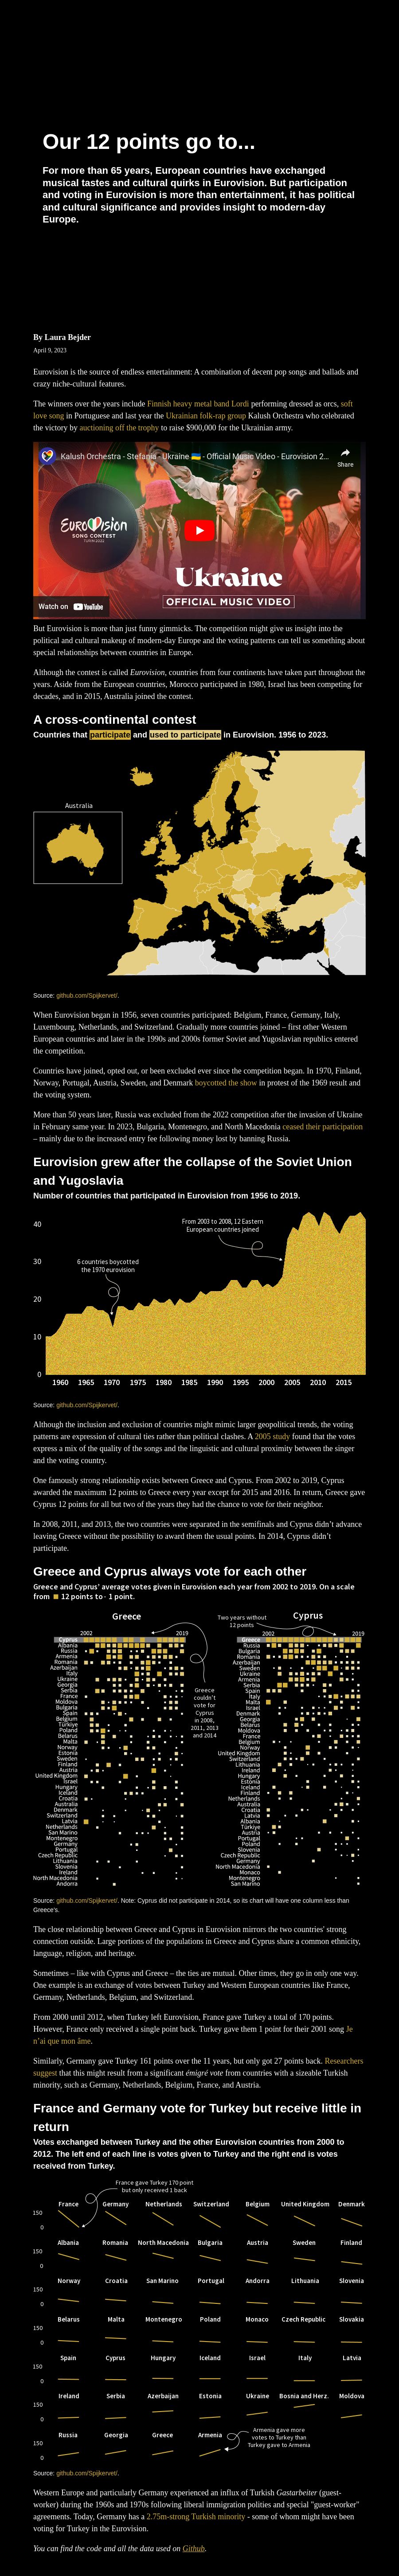 Our 12 points go to...
For more than 65 years, European countries have exchanged
musical tastes and cultural quirks in Eurovision. But participation
and voting in Eurovision is more than entertainment, it has political
and cultural significance and provides insight to modern-day
Europe.
By Laura Bejder
April 9, 2023
Eurovision is the source of endless entertainment: A combination of decent pop songs and ballads and
crazy niche-cultural features.
The winners over the years include Finnish heavy metal band Lordi performing dressed as orcs, soft
love song in Portuguese and last year the Ukrainian folk-rap group Kalush Orchestra who celebrated
the victory by auctioning off the trophy to raise $900,000 for the Ukrainian army.
Kalush Orchestra - Stefania - Ukraine 🇺🇦 - Official Music Video - Eurovision 2...
Share
EUROVISION
SONG CONTEST
TURIN 2022
Ukraine
OFFICIAL MUSIC VIDEO
Watch on YouTube
But Eurovision is more than just funny gimmicks. The competition might give us insight into the
political and cultural makeup of modern-day Europe and the voting patterns can tell us something about
special relationships between countries in Europe.
Although the contest is called Eurovision, countries from four continents have taken part throughout the
years. Aside from the European countries, Morocco participated in 1980, Israel has been competing for
decades, and in 2015, Australia joined the contest.
A cross-continental contest
Countries that participate and used to participate in Eurovision. 1956 to 2023.
Australia
Source: github.com/Spijkervet/.
When Eurovision began in 1956, seven countries participated: Belgium, France, Germany, Italy,
Luxembourg, Netherlands, and Switzerland. Gradually more countries joined – first other Western
European countries and later in the 1990s and 2000s former Soviet and Yugoslavian republics entered
the competition.
Countries have joined, opted out, or been excluded ever since the competition began. In 1970, Finland,
Norway, Portugal, Austria, Sweden, and Denmark boycotted the show in protest of the 1969 result and
the voting system.
More than 50 years later, Russia was excluded from the 2022 competition after the invasion of Ukraine
in February same year. In 2023, Bulgaria, Montenegro, and North Macedonia ceased their participation
– mainly due to the increased entry fee following money lost by banning Russia.
Eurovision grew after the collapse of the Soviet Union
and Yugoslavia
Number of countries that participated in Eurovision from 1956 to 2019.
From 2003 to 2008, 12 Eastern
European countries joined
6 countries boycotted
the 1970 eurovision
40
30
20
10
0
1960 1965 1970 1975 1980 1985 1990 1995 2000 2005 2010 2015
Source: github.com/Spijkervet/.
Although the inclusion and exclusion of countries might mimic larger geopolitical trends, the voting
patterns are expression of cultural ties rather than political clashes. A 2005 study found that the votes
express a mix of the quality of the songs and the linguistic and cultural proximity between the singer
and the voting country.
One famously strong relationship exists between Greece and Cyprus. From 2002 to 2019, Cyprus
awarded the maximum 12 points to Greece every year except for 2015 and 2016. In return, Greece gave
Cyprus 12 points for all but two of the years they had the chance to vote for their neighbor.
In 2008, 2011, and 2013, the two countries were separated in the semifinals and Cyprus didn't advance
leaving Greece without the possibility to award them the usual points. In 2014, Cyprus didn't
participate.
Greece and Cyprus always vote for each other
Greece and Cyprus' average votes given in Eurovision each year from 2002 to 2019. On a scale
from 12 points to 1 point.
Greece
2002 2019
Cyprus
Albania
Russia
Armenia
Romania
Azerbaijan
Italy
Ukraine
Georgia
Serbia
France
Moldova
Bulgaria
Spain
Belgium
Türkiye
Poland
Belarus
Malta
Norway
Estonia
Sweden
Finland
Austria
United Kingdom
Israel
Hungary
Iceland
Croatia
Australia
Denmark
Switzerland
Latvia
Netherlands
San Marino
Montenegro
Germany
Portugal
Czech Republic
Lithuania
Slovenia
Ireland
North Macedonia
Andorra
Greece
couldn't
vote for
Cyprus
in 2008,
2011, 2013
and 2014
Two years without
12 points
Cyprus
2002 2019
Greece
Russia
Bulgaria
Romania
Azerbaijan
Sweden
Ukraine
Armenia
Serbia
Spain
Italy
Malta
Israel
Denmark
Georgia
Belarus
Moldova
France
Belgium
Norway
United Kingdom
Switzerland
Lithuania
Ireland
Hungary
Estonia
Iceland
Finland
Netherlands
Australia
Croatia
Latvia
Albania
Türkiye
Austria
Portugal
Poland
Slovenia
Czech Republic
Germany
North Macedonia
Monaco
Montenegro
San Marino
Source: github.com/Spijkervet/. Note: Cyprus did not participate in 2014, so its chart will have one column less than
Greece's.
The close relationship between Greece and Cyprus in Eurovision mirrors the two countries' strong
connection outside. Large portions of the populations in Greece and Cyprus share a common ethnicity,
language, religion, and heritage.
Sometimes – like with Cyprus and Greece – the ties are mutual. Other times, they go in only one way.
One example is an exchange of votes between Turkey and Western European countries like France,
Germany, Netherlands, Belgium, and Switzerland.
From 2000 until 2012, when Turkey left Eurovision, France gave Turkey a total of 170 points.
However, France only received a single point back. Turkey gave them 1 point for their 2001 song Je
n'ai que mon âme.
Similarly, Germany gave Turkey 161 points over the 11 years, but only got 27 points back. Researchers
suggest that this might result from a significant émigré vote from countries with a sizeable Turkish
minority, such as Germany, Netherlands, Belgium, France, and Austria.
France and Germany vote for Turkey but receive little in
return
Votes exchanged between Turkey and the other European countries from 2000 to
2012. The left end of each line is votes given to Turkey and the right end is votes
received from Turkey.
France gave Turkey 170 point
but only received 1 back
France Germany Netherlands Switzerland Belgium United Kingdom Denmark
150
0
Albania Romania North Macedonia Bulgaria Austria Sweden Finland
150
0
Norway Croatia San Marino Portugal Andorra Lithuania Slovenia
150
0
Belarus Malta Montenegro Poland Monaco Czech Republic Slovakia
150
0
Spain Cyprus Hungary Iceland Israel Italy Latvia
150
0
Ireland Serbia Azerbaijan Estonia Ukraine Bosnia and Herz. Moldova
150
0
Russia Georgia Greece Armenia
150
0
Armenia gave more
votes to Turkey than
Turkey gave to Armenia
Source: github.com/Spijkervet/.
Western Europe and particularly Germany experienced an influx of Turkish Gastarbeiter (guest-
worker) during the 1960s and 1970s following liberal immigration polities and special "guest-worker"
agreements. Today, Germany has a 2.75m-strong Turkish minority - some of whom might have been
voting for Turkey in the Eurovision.
You can find the code and all the data used on Github.